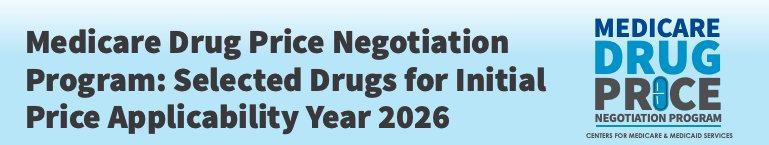 Medicare Drug Price Negotiation
Program: Selected Drugs for Initial
Price Applicability Year 2026
MEDICARE
DRUG
PRICE
NEGOTIATION PROGRAM
CENTERS FOR MEDICARE & MEDICAID SERVICES